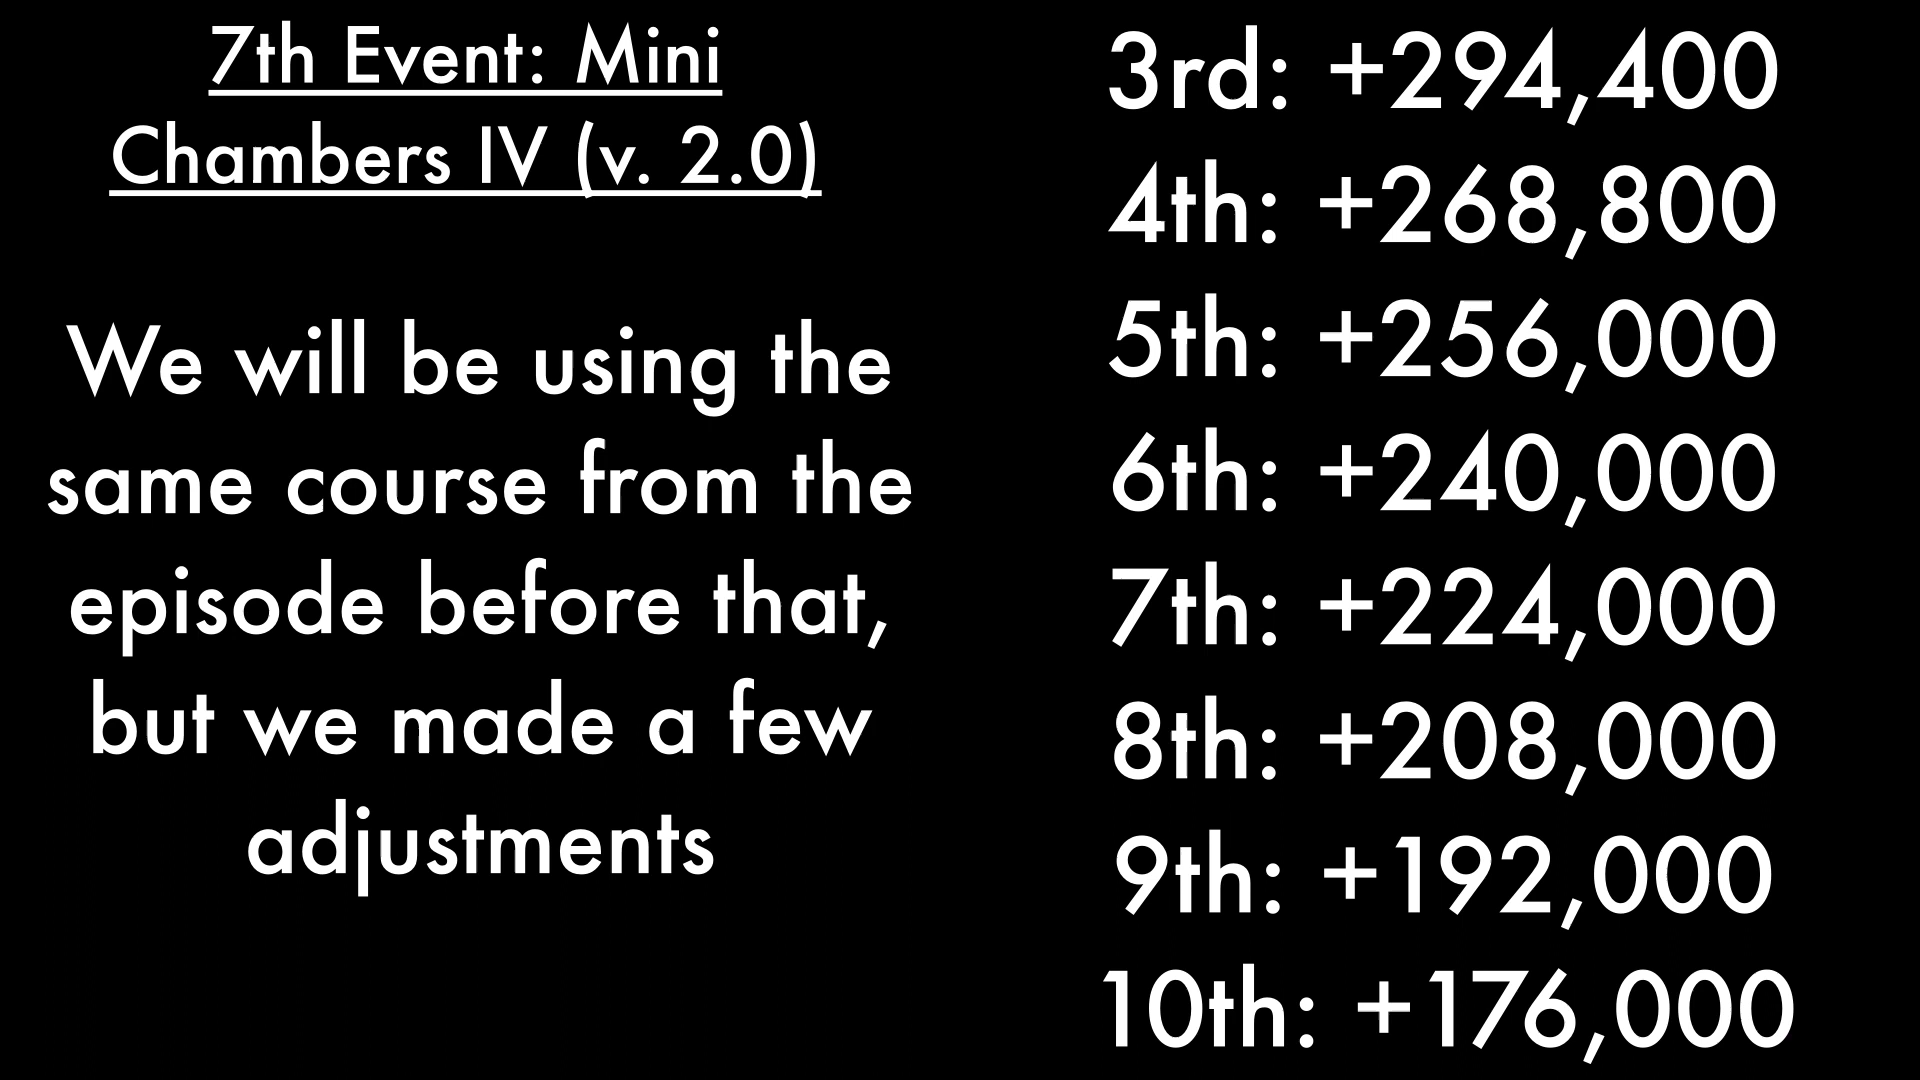 7th Event: Mini
Chambers IV (v. 2.0)
We will be using the
same course from the
episode before that,
but we made a few
adjustments
3rd: +294,400
4th: +268,800
5th: +256,000
6th: +240,000
7th: +224,000
8th: +208,000
9th: +192,000
10th: +176,000